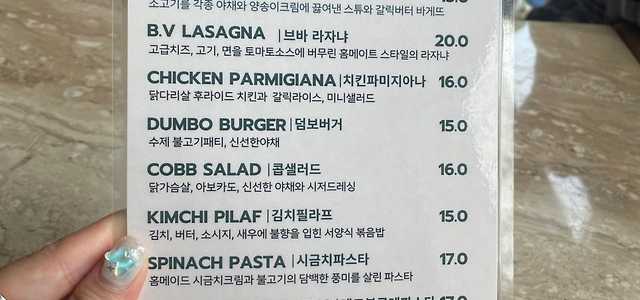 소고기를 각종 야채와 양송이크림에 끓여낸 스튜와 갈릭버터 바게뜨
B.V LASAGNA | 브바 라자냐 20.0
고급치즈, 고기, 면을 토마토소스에 버무린 홈메이트 스타일의 라자냐
CHICKEN PARMIGIANA | 치킨파미지아나 16.0
닭다리살 후라이드 치킨과 갈릭라이스, 미니샐러드
DUMBO BURGER | 덤보버거 15.0
수제 불고기패티, 신선한야채
COBB SALAD | 콥샐러드 16.0
닭가슴살, 아보카도, 신선한 야채와 시저드레싱
KIMCHI PILAF | 김치필라프 15.0
김치, 버터, 소시지, 새우에 불향을 입힌 서양식 볶음밥
SPINACH PASTA | 시금치파스타 17.0
홈메이드 시금치크림과 불고기의 담백한 풍미를 살린 파스타